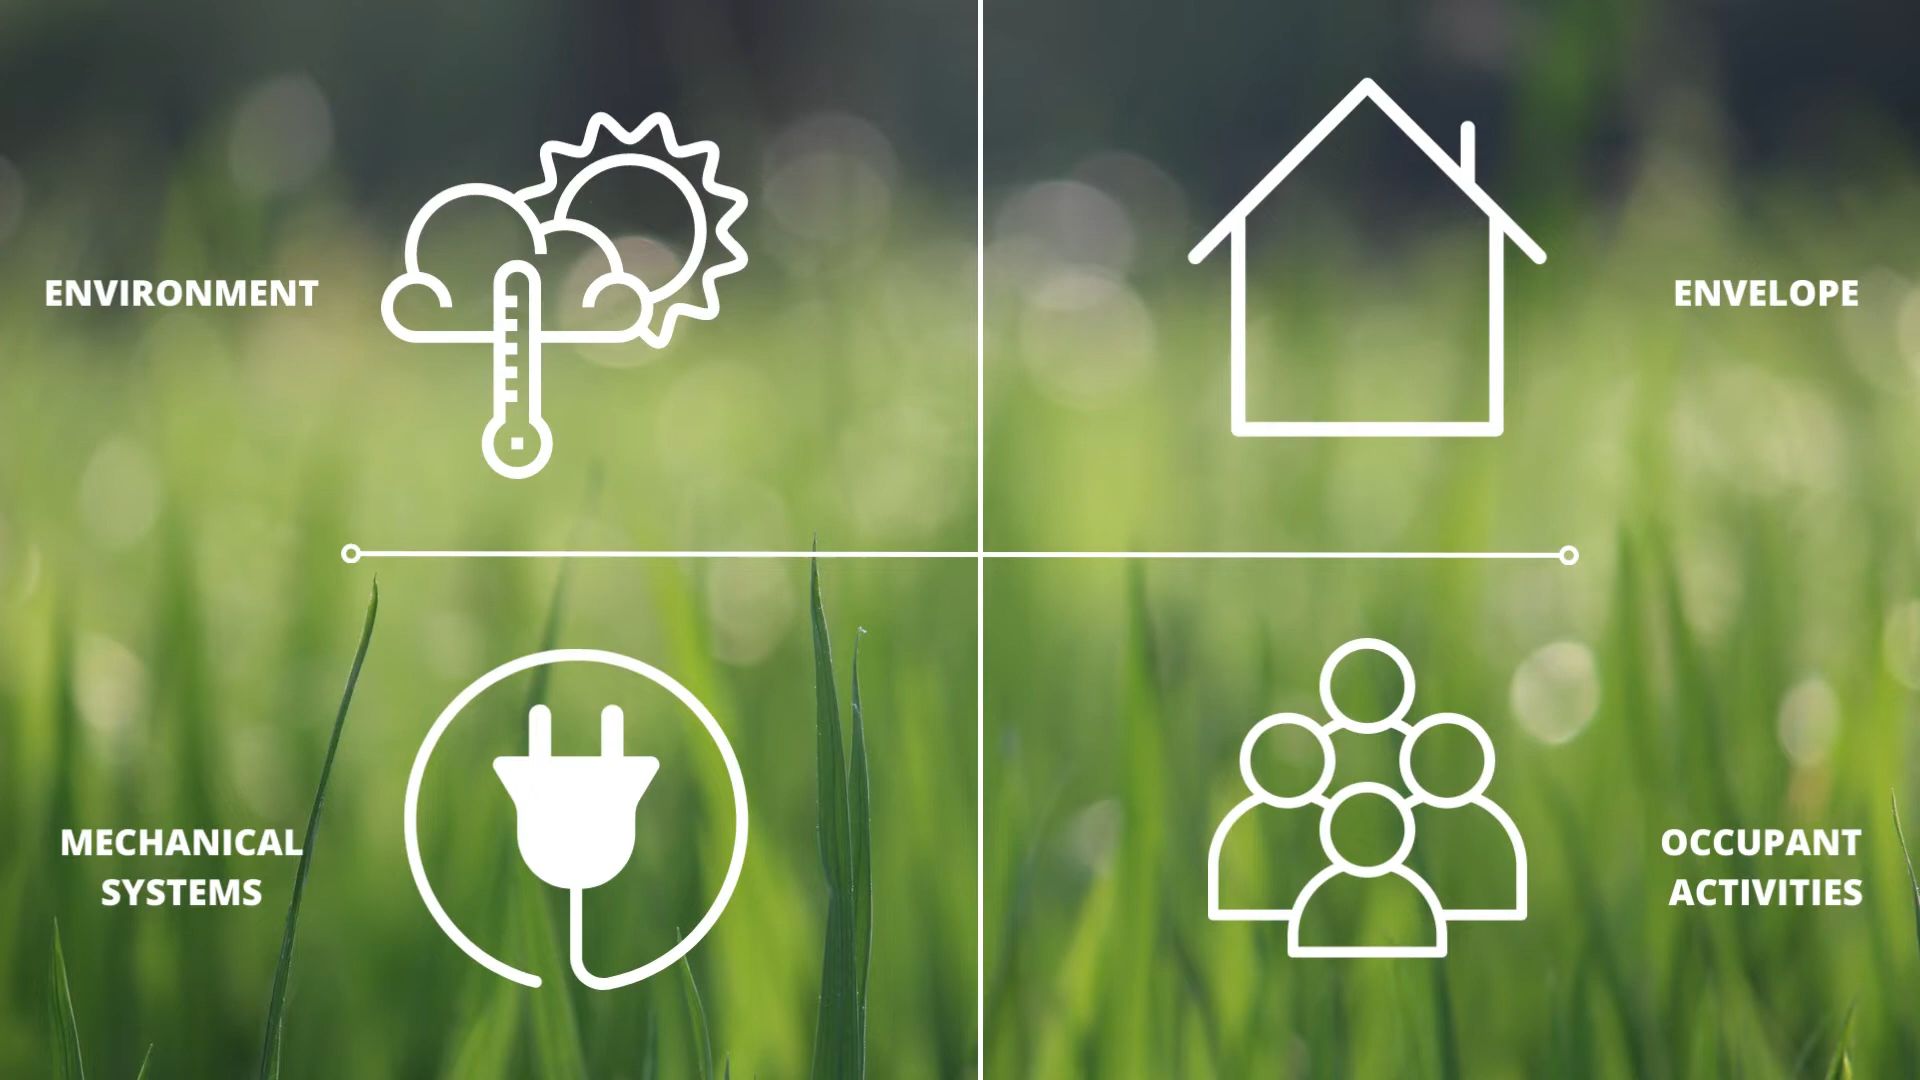 ENVIRONMENT
ENVELOPE
MECHANICAL
SYSTEMS
OCCUPANT
ACTIVITIES